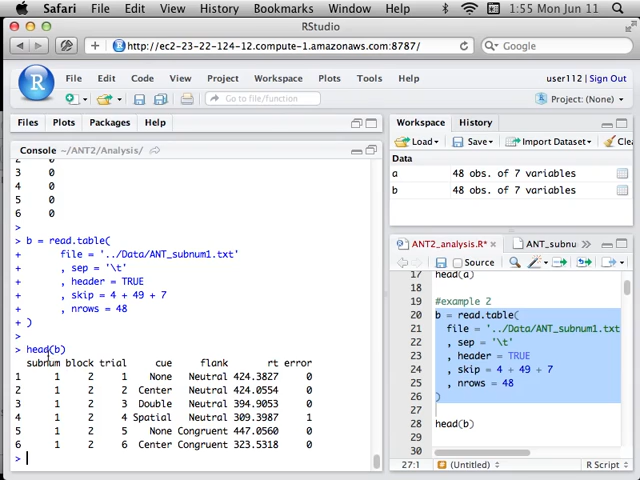 Safari File Edit View History Bookmarks Window Help 1:55 Mon Jun 11
RStudio
http://ec2-23-22-124-12.compute-1.amazonaws.com:8787/
Google
R
File Edit Code View Project Workspace Plots Tools Help
user112 | Sign Out
Go to file/function
Project: (None)
Files Plots Packages Help
Console ~/ANT2/Analysis/
3 0
4 0
5 0
6 0
>
> b = read.table(
+ file = '../Data/ANT_subnum1.txt'
+ , sep = '\t'
+ , header = TRUE
+ , skip = 4 + 49 + 7
+ , nrows = 48
+ )
>
> head(b)
subnum block trial cue flank rt error
1 1 2 1 None Neutral 424.3827 0
2 1 2 2 Center Neutral 424.0554 0
3 1 2 3 Double Neutral 394.9053 0
4 1 2 4 Spatial Neutral 309.3987 1
5 1 2 5 None Congruent 447.0560 0
6 1 2 6 Center Congruent 323.5318 0
>
Workspace History
Load Save Import Dataset Clea
Data
a 48 obs. of 7 variables
b 48 obs. of 7 variables
ANT2_analysis.R* ANT_subnu
Source
17 head(a)
18
19 #example 2
20 b = read.table(
21 file = '../Data/ANT_subnum1.txt
22 , sep = '\t'
23 , header = TRUE
24 , skip = 4 + 49 + 7
25 , nrows = 48
26 )
27
28 head(b)
29
30
27:1 (Untitled) R Script